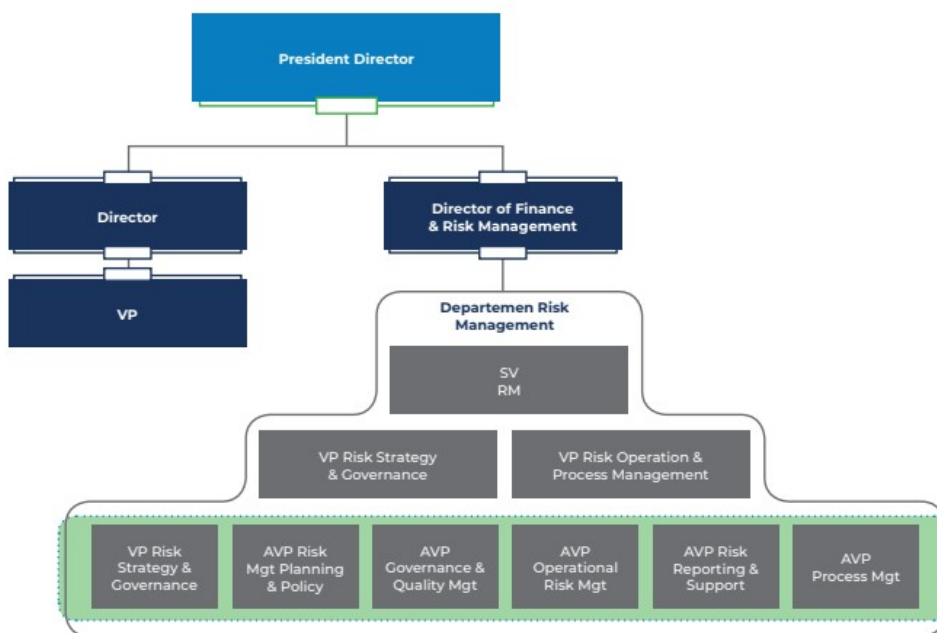 President Director
Director
Director of Finance
& Risk Management
VP
Departemen Risk
Management
SV
RM
VP Risk Strategy
& Governance
VP Risk Operation &
Process Management
VP Risk
Strategy &
Governance
AVP Risk
Mgt Planning
& Policy
AVP
Governance &
Quality Mgt
AVP
Operational
Risk Mgt
AVP Risk
Reporting &
Support
AVP
Process Mgt